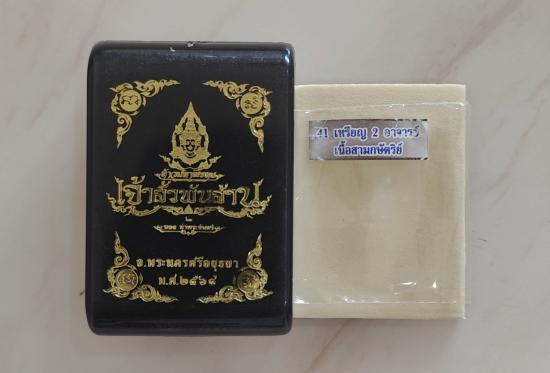 เจ้าสัวพันล้าน
๒
จ.พระนครศรีอยุธยา
พ.ศ.๒๕๖๙
41 เหรียญ 2 อาจารย์
เนื้อสามกษัตริย์